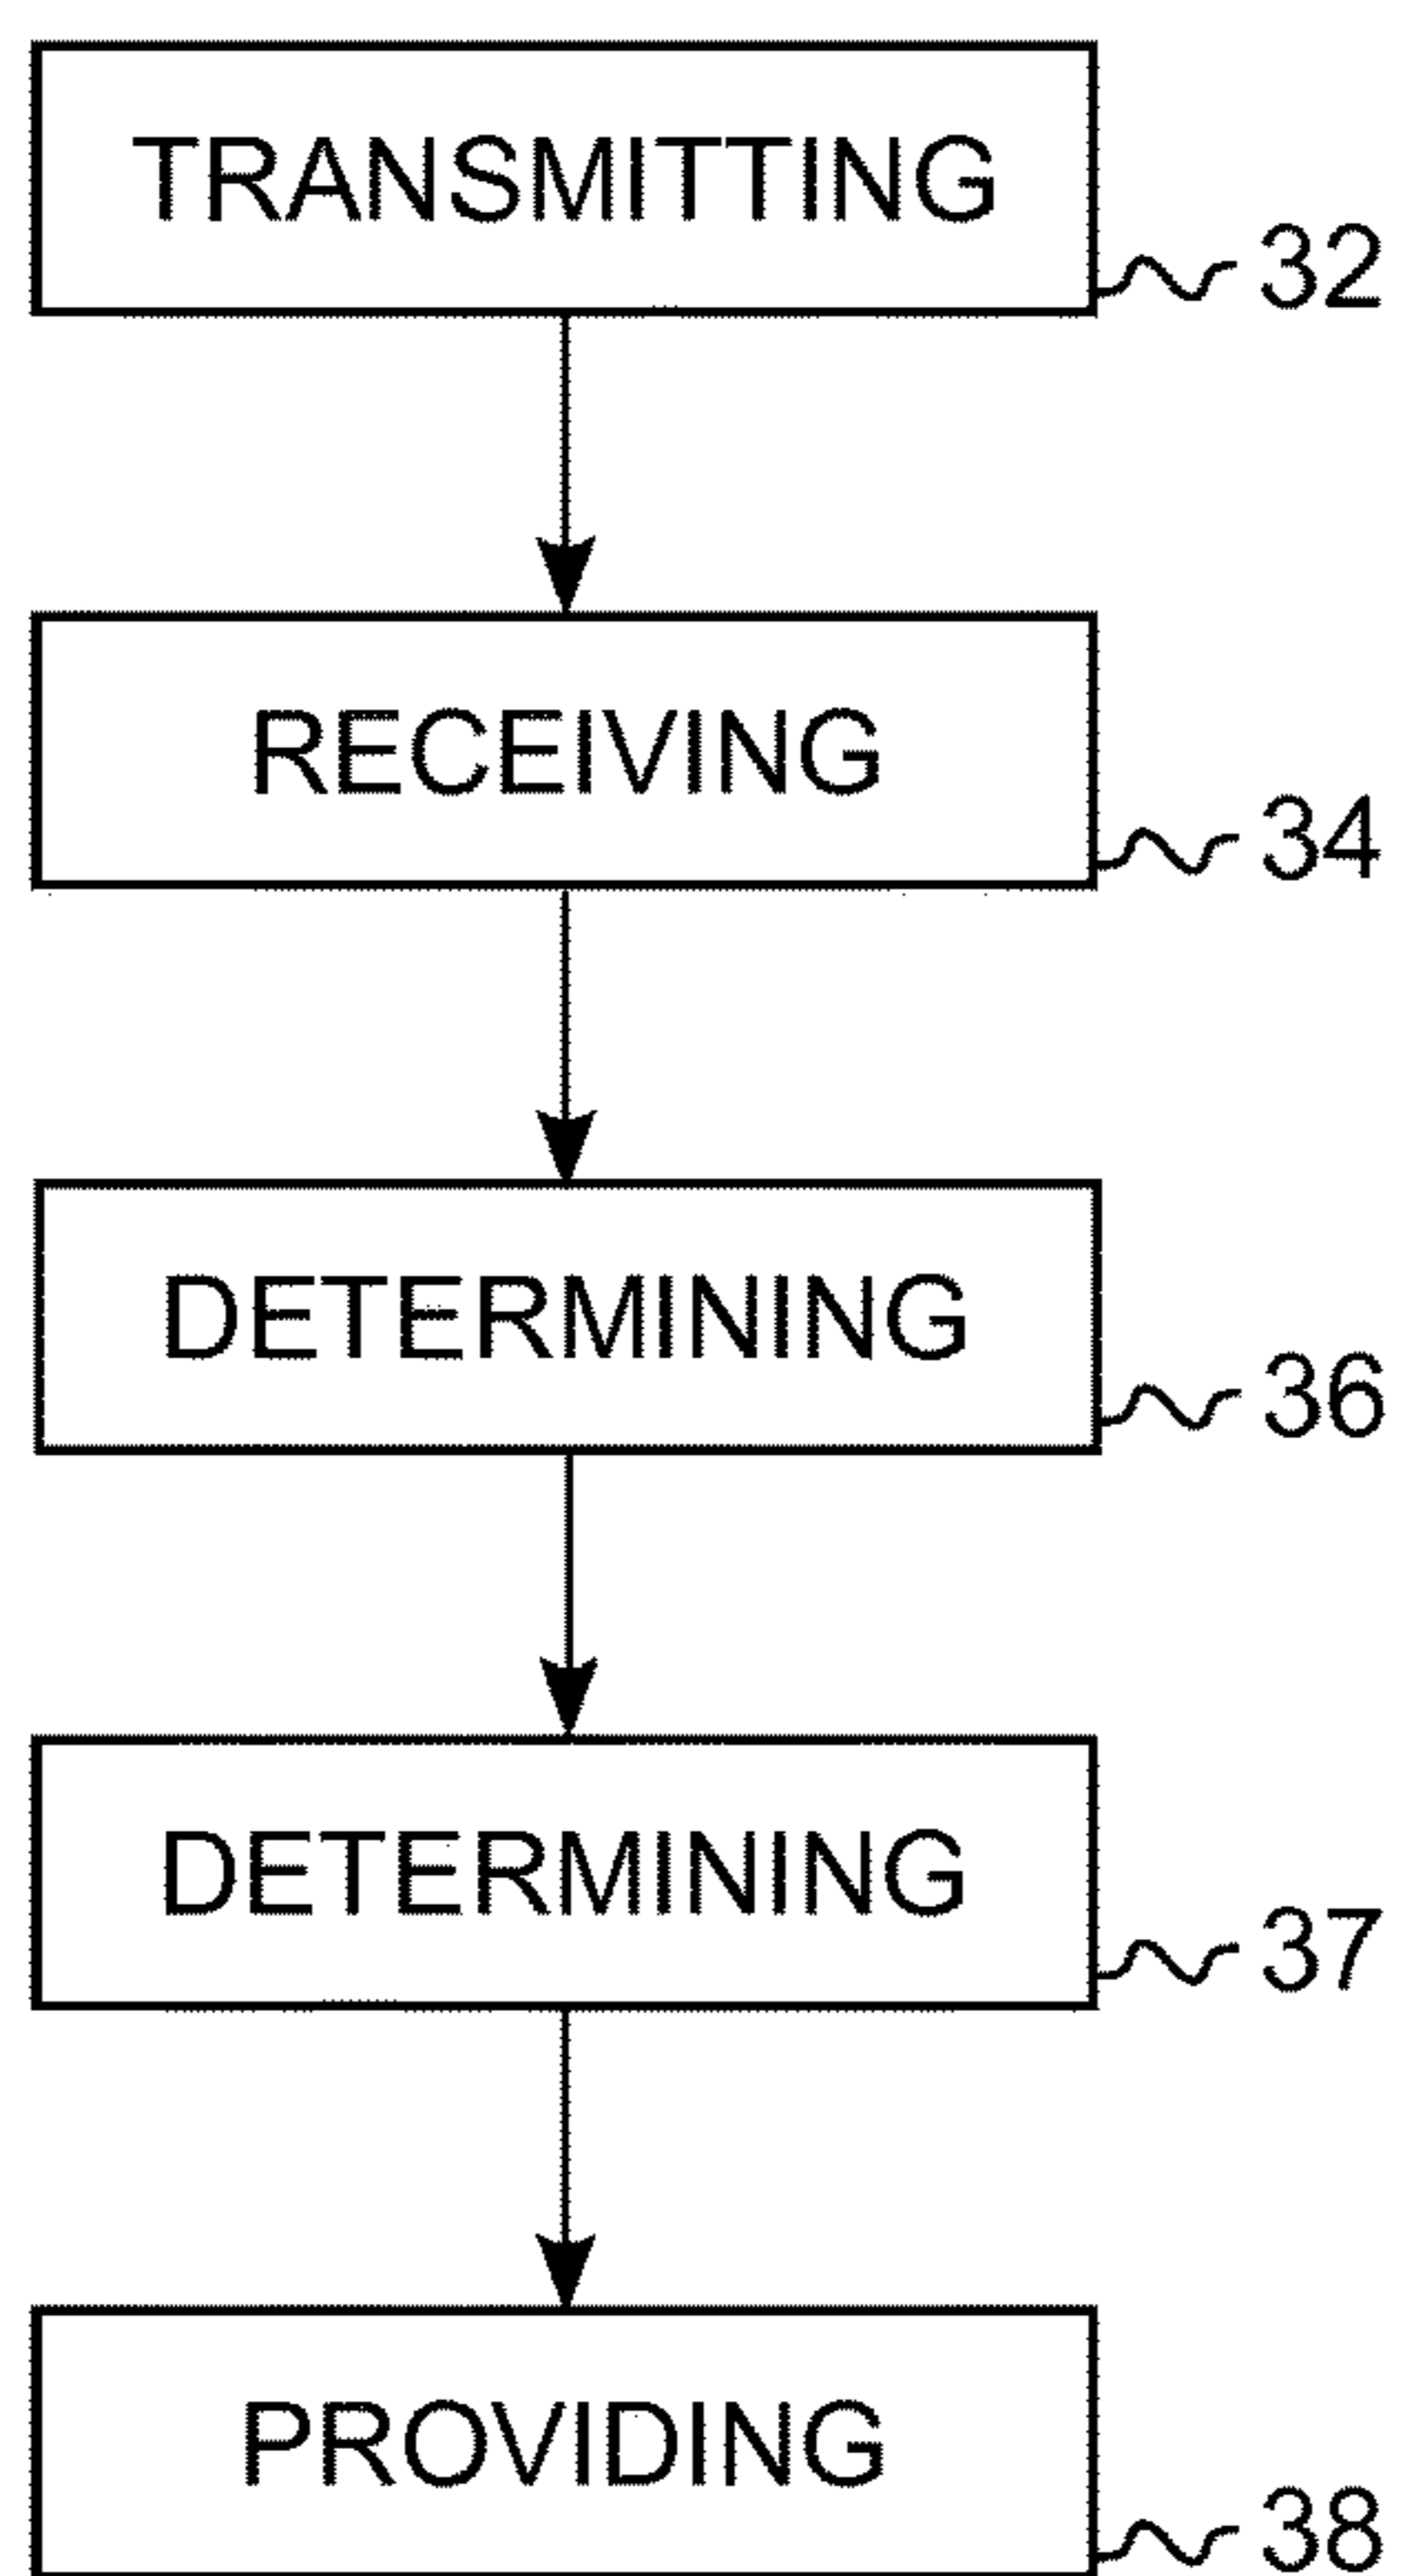 TRANSMITTING
32
RECEIVING
34
DETERMINING
36
DETERMINING
37
PROVIDING
38